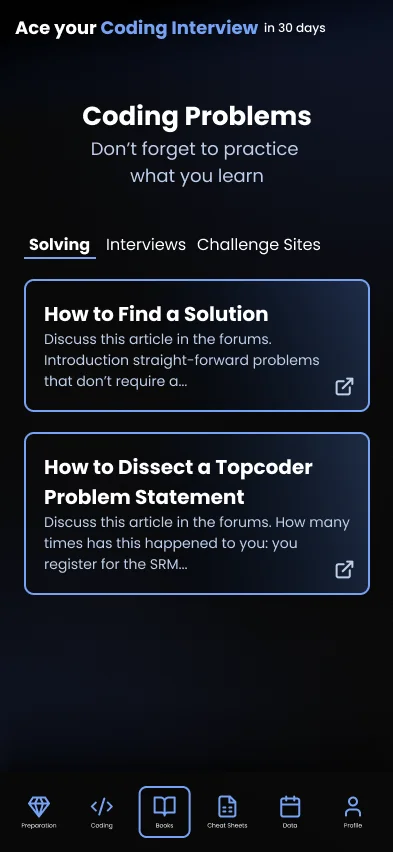 Ace your Coding Interview in 30 days
Coding Problems
Don't forget to practice
what you learn
Solving Interviews Challenge Sites
How to Find a Solution
Discuss this article in the forums.
Introduction straight-forward problems
that don't require a...
How to Dissect a Topcoder
Problem Statement
Discuss this article in the forums. How many
times has this happened to you: you
register for the SRM...
Preparation Coding Books Cheat Sheets Data Profile